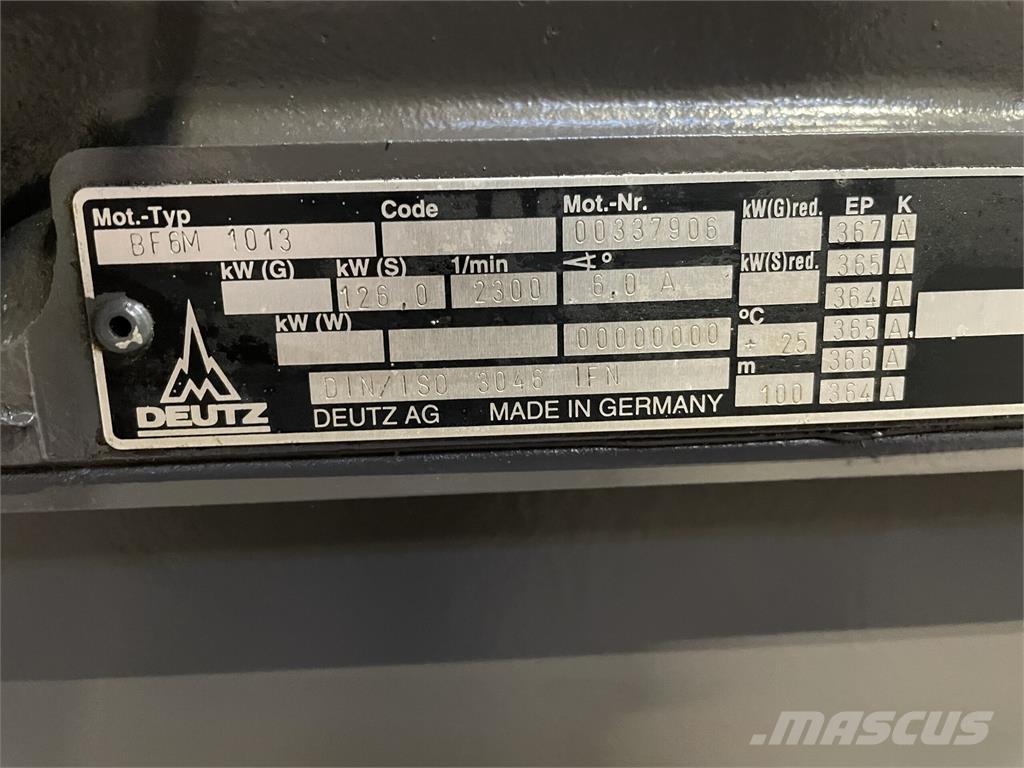 Mot.-Typ Code Mot.-Nr. kW(G)red. EP K
BF6M 1013 00337906 367 A
kW (G) kW (S) 1/min ∢° kW(S)red. 365 A
126,0 2300 6,0 A 364 A
kW (W) 00000000 °C 365 A
+ 25 366 A
DIN/ISO 3046 IFN m 100 364 A
DEUTZ DEUTZ AG MADE IN GERMANY
MASCUS